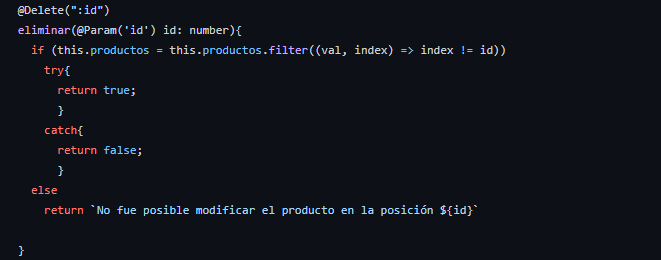 @Delete(":id")
eliminar(@Param('id') id: number){
if (this.productos = this.productos.filter((val, index) => index != id))
try{
return true;
}
catch{
return false;
}
else
return `No fue posible modificar el producto en la posición ${id}`
}